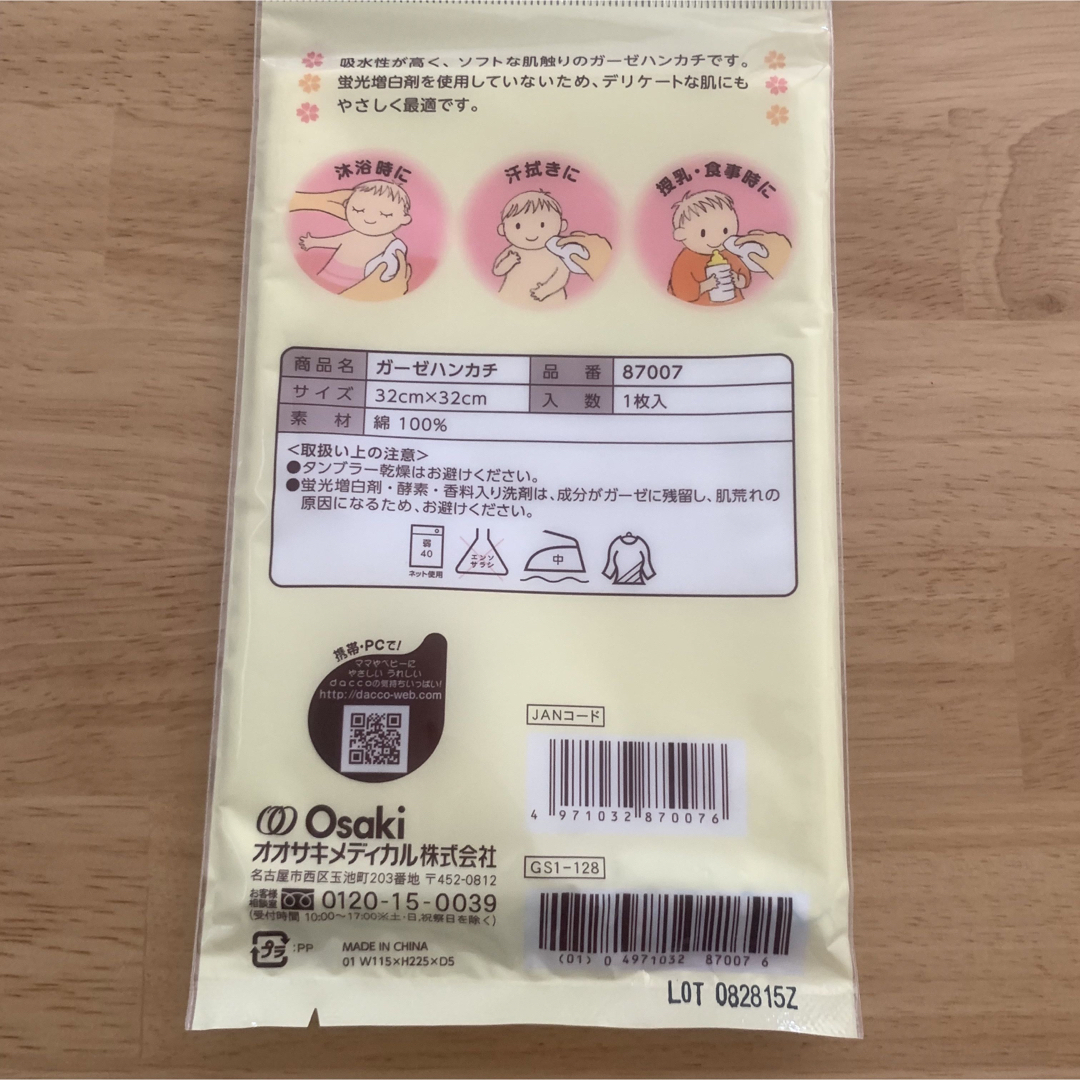 吸水性が高く、ソフトな肌触りのガーゼハンカチです。
蛍光増白剤を使用していないため、デリケートな肌にも
やさしく最適です。
沐浴時に
汗拭きに
授乳・食事時に
商品名 ガーゼハンカチ 品番 87007
サイズ 32cm×32cm 入数 1枚入
素材 綿 100%
<取扱い上の注意>
●タンブラー乾燥はお避けください。
●蛍光増白剤・酵素・香料入り洗剤は、成分がガーゼに残留し、肌荒れの
原因になるため、お避けください。
弱
40
ネット使用
エンソ
サラシ
中
携帯・PCで!
ママやベビーに
やさしい うれしい
daccoの気持ちいっぱい!
http://dacco-web.com
JANコード
4 971032 870076
Osaki
オオサキメディカル株式会社
名古屋市西区玉池町203番地 〒452-0812
お客様
相談室 0120-15-0039
(受付時間 10:00〜17:00※土・日,祝祭日を除く)
プラ :PP
MADE IN CHINA
01 W115×H225×D5
GS1-128
(01) 0 4971032 87007 6
LOT 082815Z